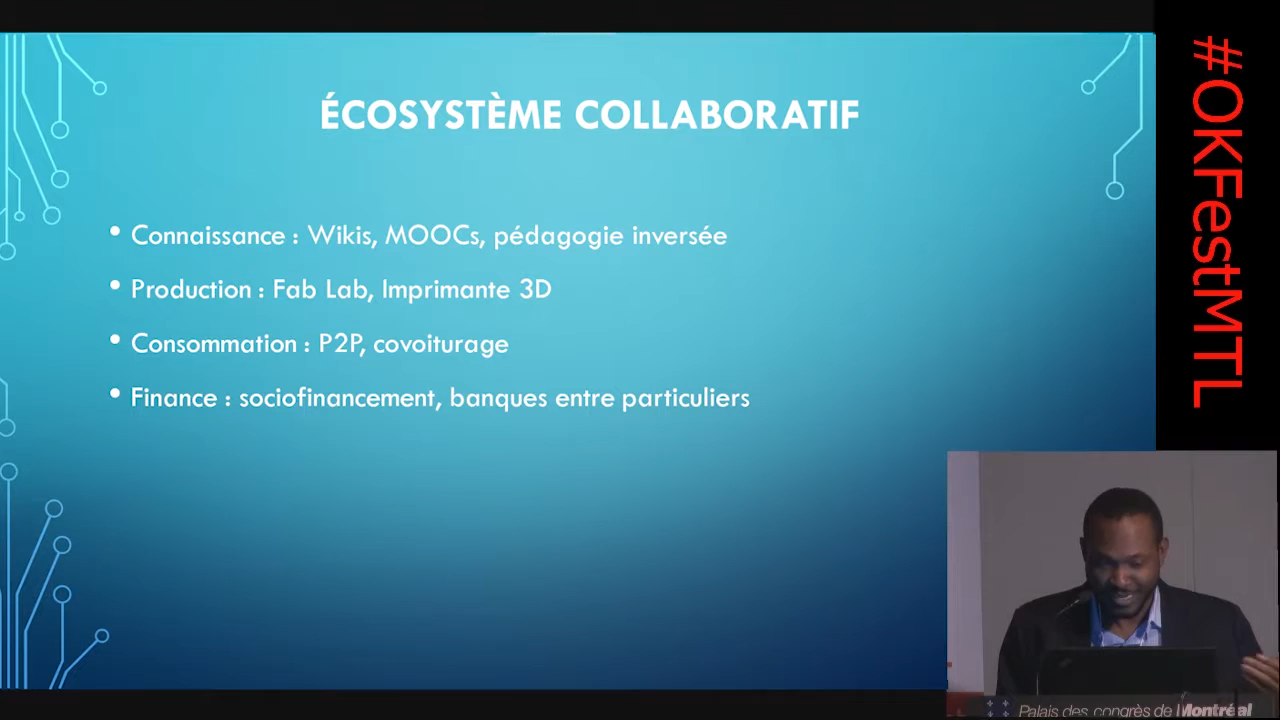 ÉCOSYSTÈME COLLABORATIF
• Connaissance : Wikis, MOOCs, pédagogie inversée
• Production : Fab Lab, Imprimante 3D
• Consommation : P2P, covoiturage
• Finance : sociofinancement, banques entre particuliers
#OKFestMTL
Palais des congrès de Montréal